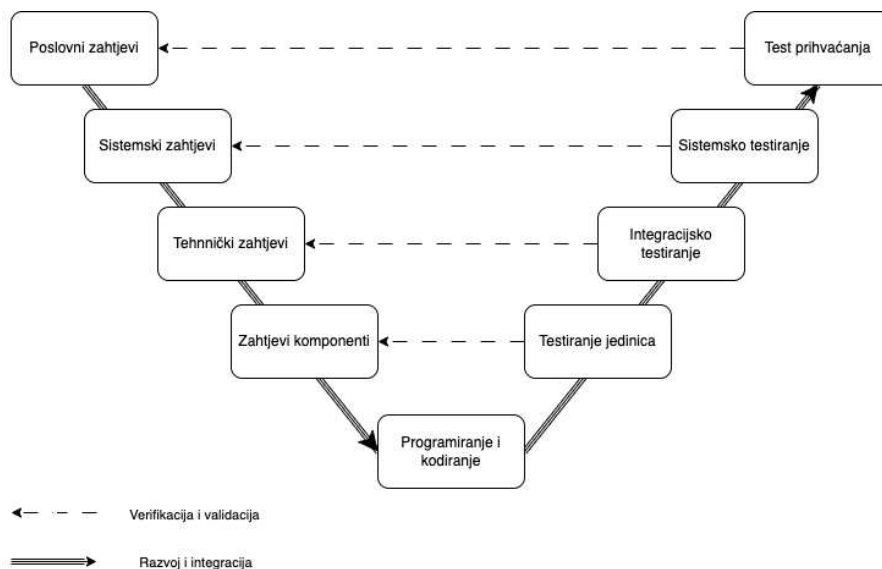 Poslovni zahtjevi
Test prihvaćanja
Sistemski zahtjevi
Sistemsko testiranje
Tehnnički zahtjevi
Integracijsko
testiranje
Zahtjevi komponenti
Testiranje jedinica
Programiranje i
kodiranje
Verifikacija i validacija
Razvoj i integracija